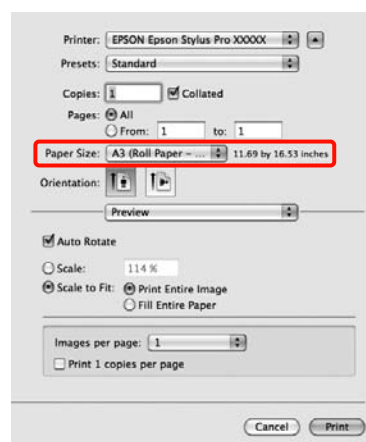 Printer: EPSON Epson Stylus Pro XXXXX
Presets: Standard
Copies: 1 Collated
Pages: All
From: 1 to: 1
Paper Size: A3 (Roll Paper – ... 11.69 by 16.53 inches
Orientation:
Preview
Auto Rotate
Scale: 114 %
Scale to Fit: Print Entire Image
Fill Entire Paper
Images per page: 1
Print 1 copies per page
Cancel Print